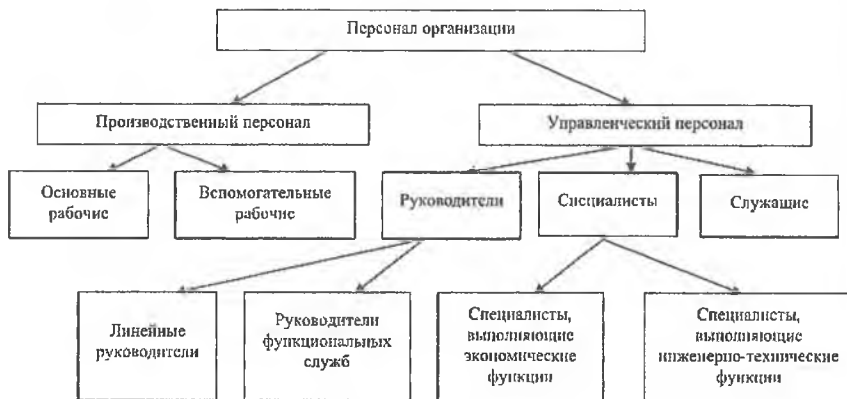 Персонал организации
Производственный персонал
Управленческий персонал
Основные
рабочие
Вспомогательные
рабочие
Руководители
Специалисты
Служащие
Линейные
руководители
Руководители
функциональных
служб
Специалисты,
выполняющие
экономические
функции
Специалисты,
выполняющие
инженерно-технические
функции